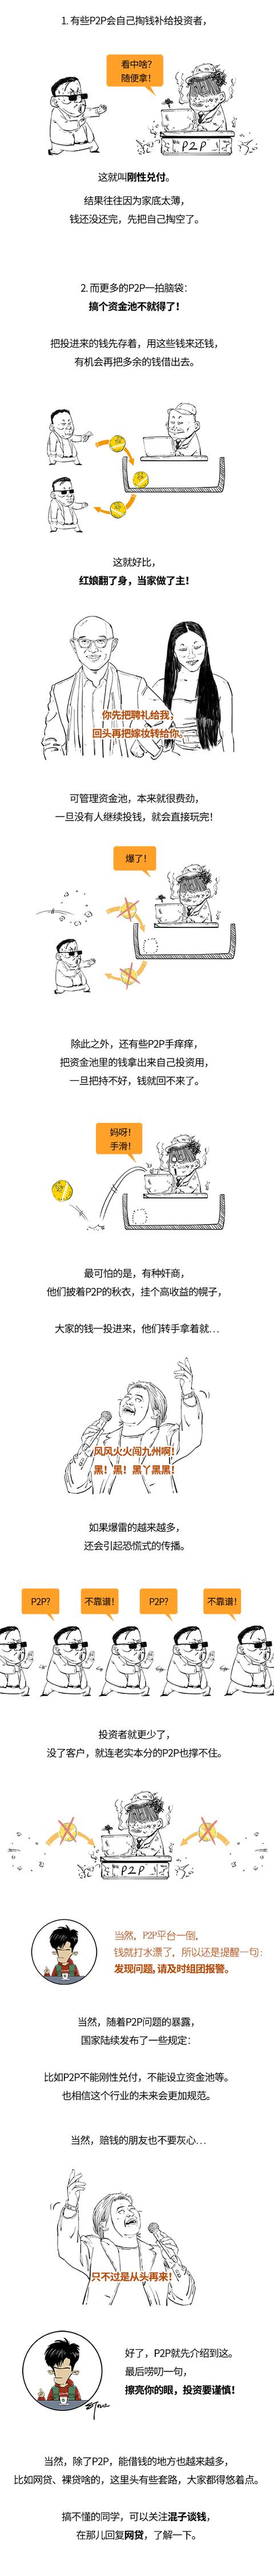 1. 有些P2P会自己掏钱补给投资者，
看中啥？
随便拿！
P2P
这就叫刚性兑付。
结果往往因为家底太薄，
钱还没还完，先把自己掏空了。
2. 而更多的P2P一拍脑袋：
搞个资金池不就得了！
把投进来的钱先存着，用这些钱来还钱，
有机会再把多余的钱借出去。
这就好比，
红娘翻了身，当家做了主！
你先把聘礼给我，
回头再把嫁妆转给你。
可管理资金池，本来就很费劲，
一旦没有人继续投钱，就会直接玩完！
爆了！
除此之外，还有些P2P手痒痒，
把资金池里的钱拿出来自己投资用，
一旦把持不好，钱就回不来了。
妈呀！
手滑！
最可怕的是，有种奸商，
他们披着P2P的秋衣，挂个高收益的幌子，
大家的钱一投进来，他们转手拿着就…
风风火火闯九州啊！
黑！黑！黑丫黑黑！
如果爆雷的越来越多，
还会引起恐慌式的传播。
P2P？
不靠谱！
P2P？
不靠谱！
投资者就更少了，
没了客户，就连老实本分的P2P也撑不住。
P2P
当然，P2P平台一倒，
钱就打水漂了，所以还是提醒一句：
发现问题，请及时组团报警。
当然，随着P2P问题的暴露，
国家陆续发布了一些规定：
比如P2P不能刚性兑付，不能设立资金池等。
也相信这个行业的未来会更加规范。
当然，赔钱的朋友也不要灰心…
只不过是从头再来！
好了，P2P就先介绍到这。
最后唠叨一句，
擦亮你的眼，投资要谨慎！
当然，除了P2P，能借钱的地方也越来越多，
比如网贷、裸贷啥的，这里头有些套路，大家都得悠着点。
搞不懂的同学，可以关注混子谈钱，
在那儿回复网贷，了解一下。